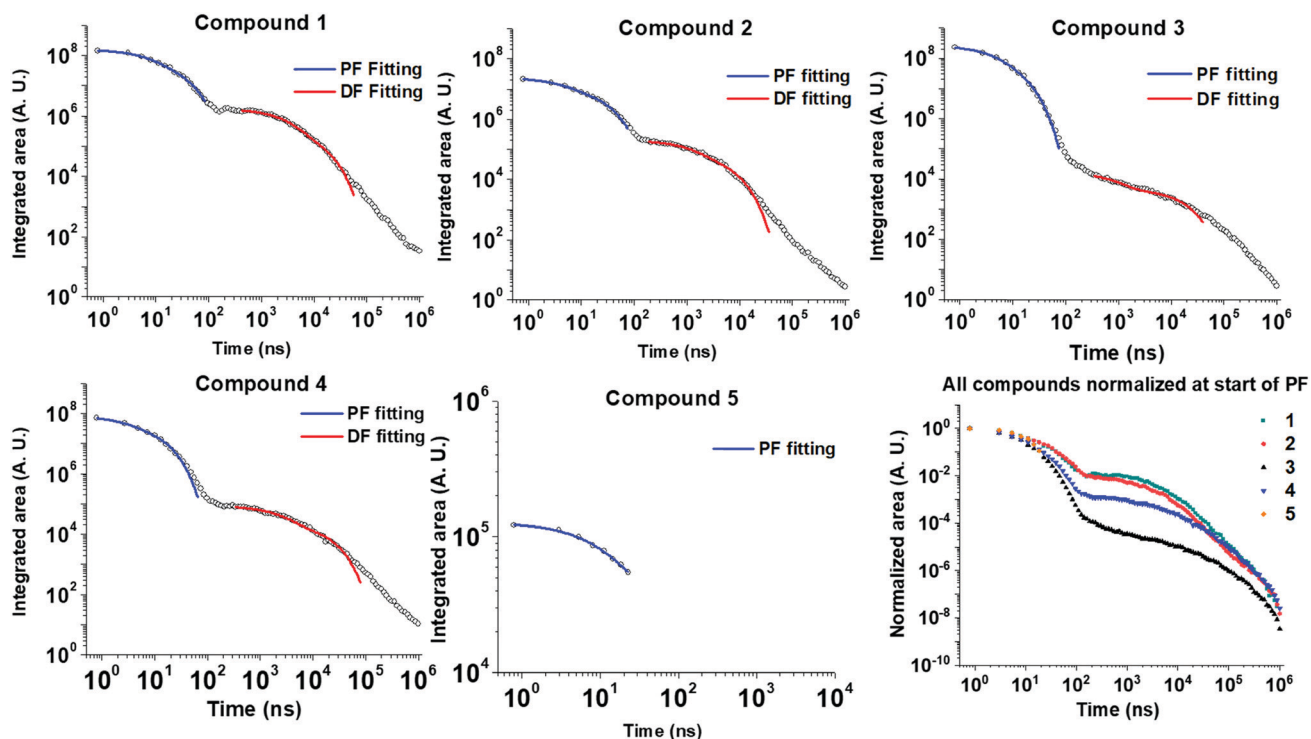 Compound 1
PF Fitting
DF Fitting
Integrated area (A. U.)
10^8
10^6
10^4
10^2
10^0
10^0 10^1 10^2 10^3 10^4 10^5 10^6
Time (ns)
Compound 2
PF fitting
DF fitting
Integrated area (A. U.)
10^8
10^6
10^4
10^2
10^0
10^0 10^1 10^2 10^3 10^4 10^5 10^6
Time (ns)
Compound 3
PF fitting
DF fitting
Integrated area (A. U.)
10^8
10^6
10^4
10^2
10^0
10^0 10^1 10^2 10^3 10^4 10^5 10^6
Time (ns)
Compound 4
PF fitting
DF fitting
Integrated area (A. U.)
10^8
10^6
10^4
10^2
10^0
10^0 10^1 10^2 10^3 10^4 10^5 10^6
Time (ns)
Compound 5
PF fitting
Integrated area (A. U.)
10^6
10^5
10^4
10^0 10^1 10^2 10^3 10^4
Time (ns)
All compounds normalized at start of PF
1
2
3
4
5
Normalized area (A. U.)
10^0
10^-2
10^-4
10^-6
10^-8
10^-10
10^0 10^1 10^2 10^3 10^4 10^5 10^6
Time (ns)